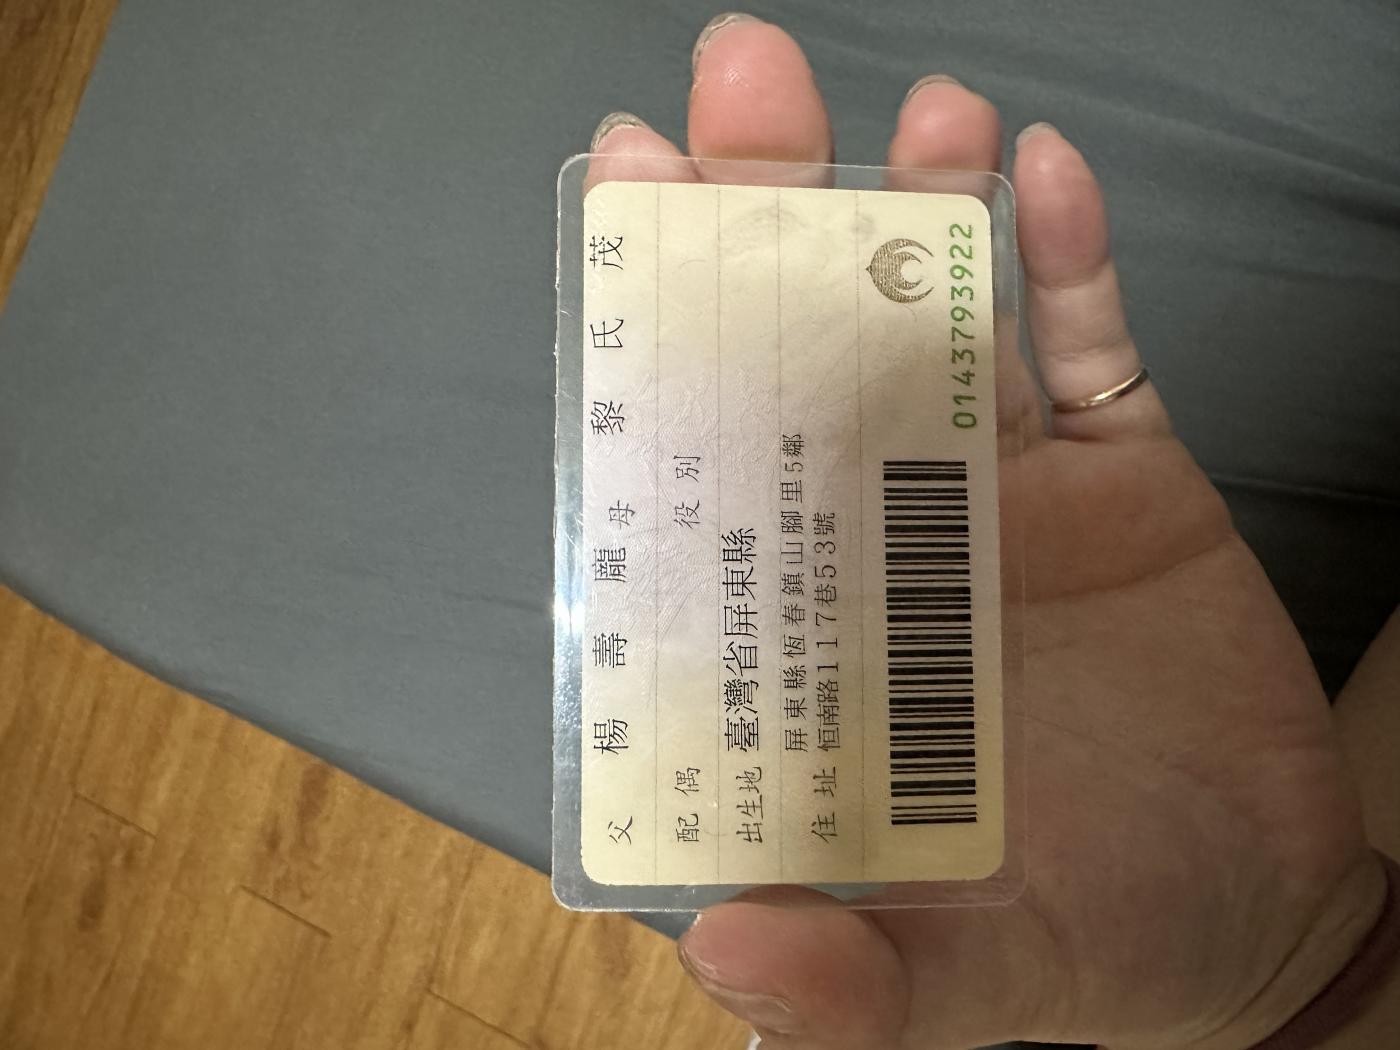 父 楊壽龐 母 黎氏茂
配偶 役別
出生地 臺灣省屏東縣
住址 屏東縣恆春鎮山腳里5鄰
恒南路117巷53號
0143793922